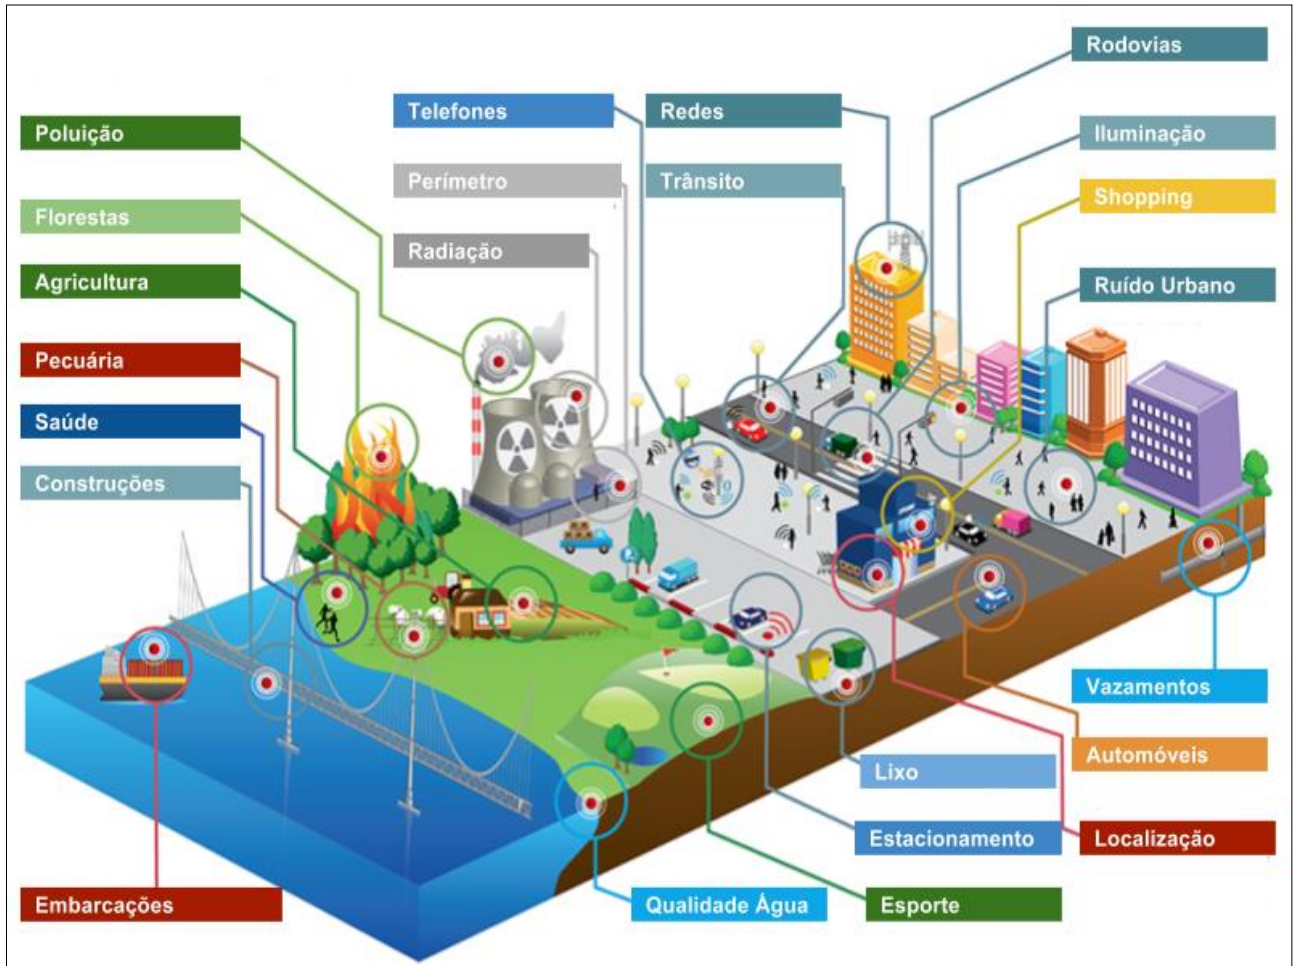 Rodovias
Telefones
Redes
Poluição
Iluminação
Perímetro
Trânsito
Shopping
Florestas
Radiação
Agricultura
Ruído Urbano
Pecuária
Saúde
Construções
Vazamentos
Automóveis
Lixo
Estacionamento
Localização
Embarcações
Qualidade Água
Esporte